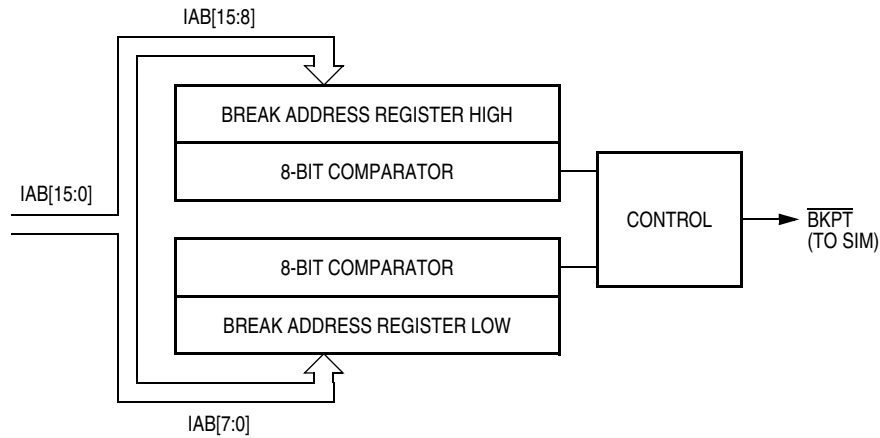 IAB[15:8]
BREAK ADDRESS REGISTER HIGH
8-BIT COMPARATOR
IAB[15:0]
CONTROL
BKPT
(TO SIM)
8-BIT COMPARATOR
BREAK ADDRESS REGISTER LOW
IAB[7:0]